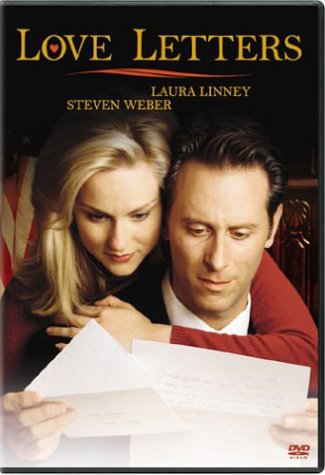 LOVE LETTERS
LAURA LINNEY
STEVEN WEBER
DVD
VIDEO